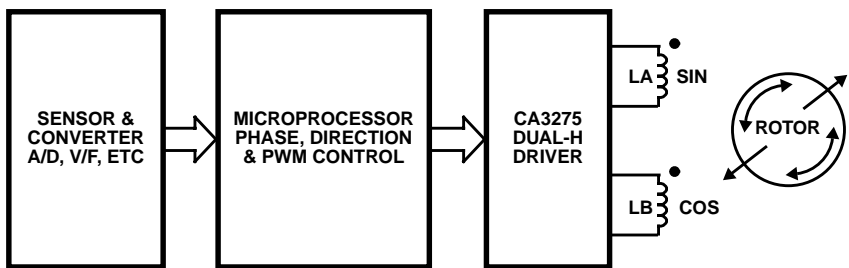 SENSOR &
CONVERTER
A/D, V/F, ETC
MICROPROCESSOR
PHASE, DIRECTION
& PWM CONTROL
CA3275
DUAL-H
DRIVER
LA SIN
LB COS
ROTOR